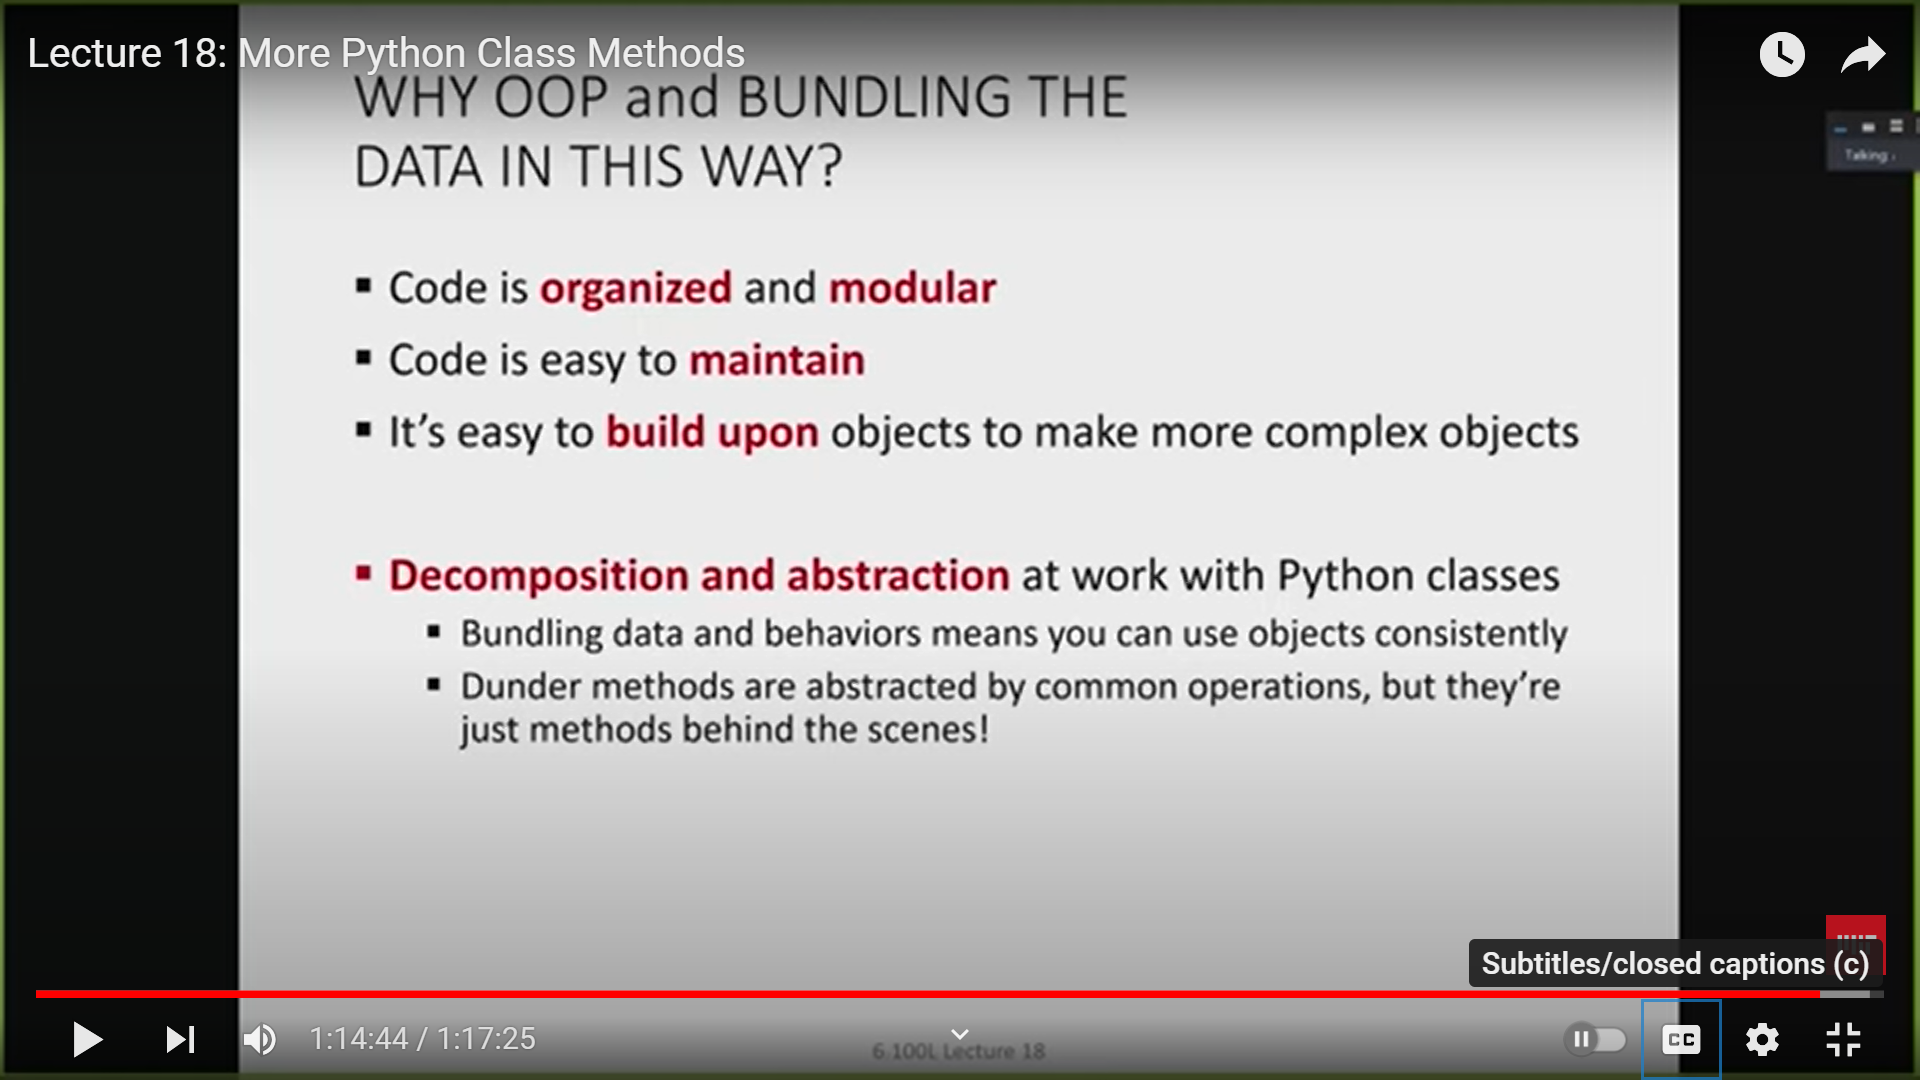 Lecture 18: More Python Class Methods
WHY OOP and BUNDLING THE
DATA IN THIS WAY?
Talking:
▪ Code is organized and modular
▪ Code is easy to maintain
▪ It's easy to build upon objects to make more complex objects
▪ Decomposition and abstraction at work with Python classes
▪ Bundling data and behaviors means you can use objects consistently
▪ Dunder methods are abstracted by common operations, but they're
just methods behind the scenes!
Subtitles/closed captions (c)
1:14:44 / 1:17:25
CC
6.100L Lecture 18